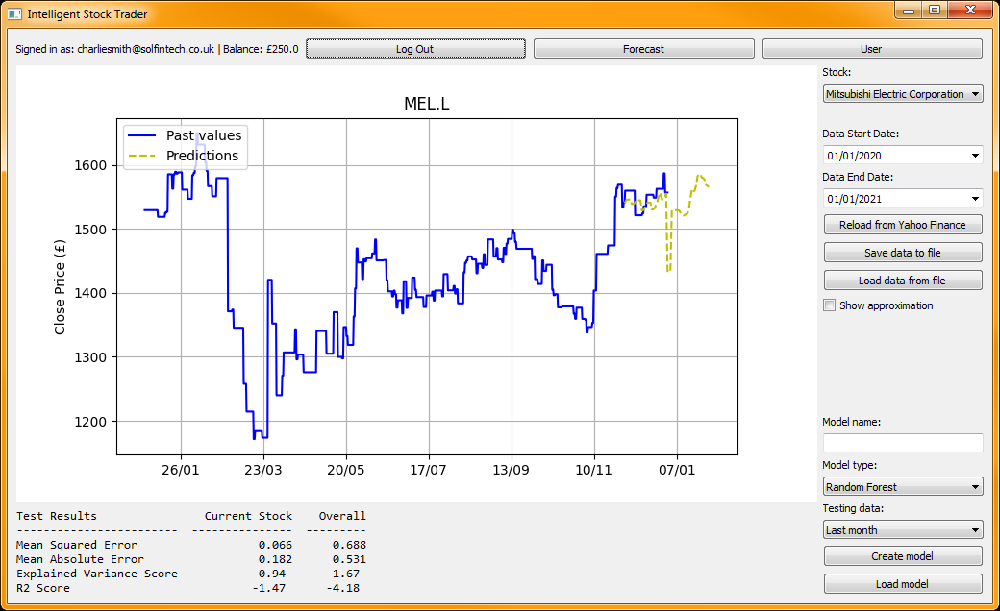 Intelligent Stock Trader
Signed in as: charliesmith@solfintech.co.uk | Balance: £250.0
Log Out
Forecast
User
MEL.L
Past values
Predictions
Close Price (£)
1600
1500
1400
1300
1200
26/01 23/03 20/05 17/07 13/09 10/11 07/01
Stock:
Mitsubishi Electric Corporation
Data Start Date:
01/01/2020
Data End Date:
01/01/2021
Reload from Yahoo Finance
Save data to file
Load data from file
Show approximation
Model name:
Model type:
Random Forest
Testing data:
Last month
Create model
Load model
Test Results Current Stock Overall
------------------------ --------------- ---------
Mean Squared Error 0.066 0.688
Mean Absolute Error 0.182 0.531
Explained Variance Score -0.94 -1.67
R2 Score -1.47 -4.18